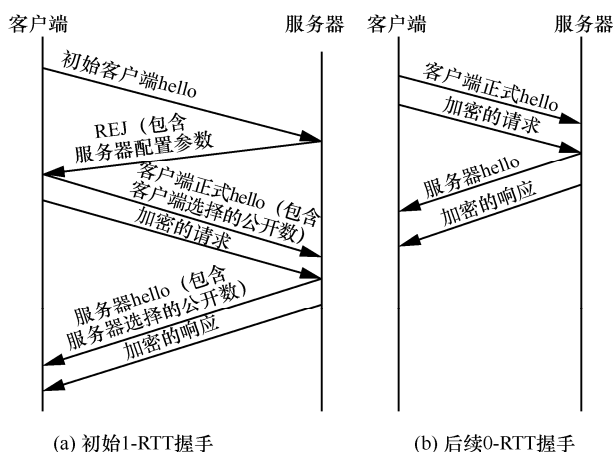 客户端
服务器
初始客户端hello
REJ（包含
服务器配置参数
客户端正式hello（包含
客户端选择的公开数）
加密的请求
服务器hello（包含
服务器选择的公开数）
加密的响应
(a) 初始1-RTT握手
客户端
服务器
客户端正式hello
加密的请求
服务器hello
加密的响应
(b) 后续0-RTT握手